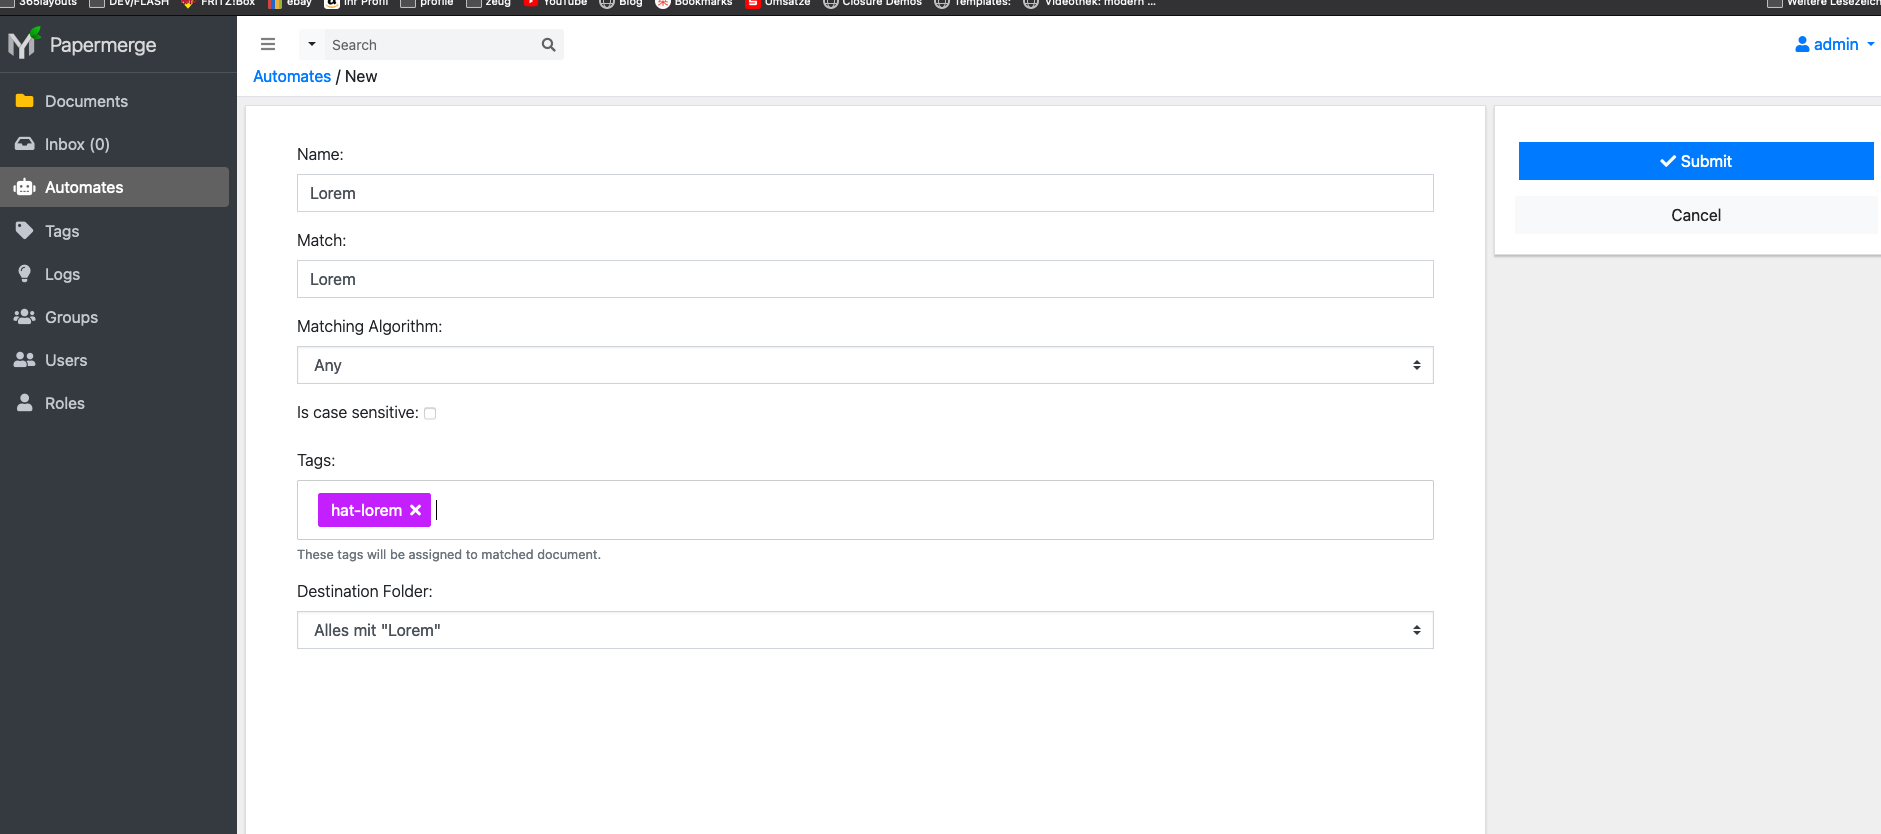 365layouts DEV/FLASH FRITZ!Box ebay Ihr Profil profile zeug YouTube Blog Bookmarks Umsätze Closure Demos Templates: Videothek: modern ... Weitere Lesezeich
Papermerge
Search
admin
Automates / New
Documents
Inbox (0)
Automates
Tags
Logs
Groups
Users
Roles
Name:
Lorem
Match:
Lorem
Matching Algorithm:
Any
Is case sensitive:
Tags:
hat-lorem
These tags will be assigned to matched document.
Destination Folder:
Alles mit "Lorem"
Submit
Cancel